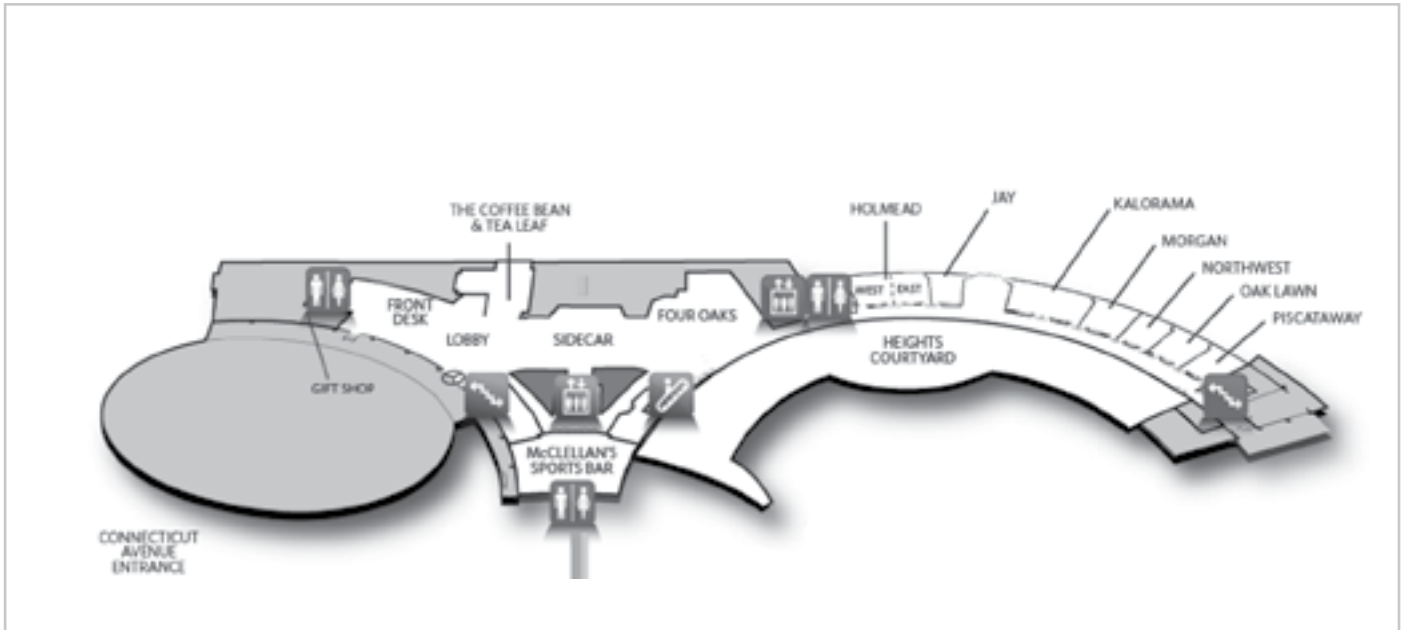 THE COFFEE BEAN
& TEA LEAF
HOLMEAD
JAY
KALORAMA
MORGAN
NORTHWEST
OAK LAWN
PISCATAWAY
WEST
EAST
FRONT
DESK
LOBBY
SIDECAR
FOUR OAKS
HEIGHTS
COURTYARD
GIFT SHOP
McCLELLAN'S
SPORTS BAR
CONNECTICUT
AVENUE
ENTRANCE